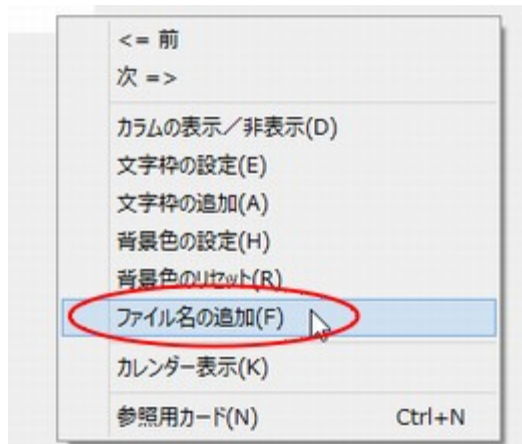 <= 前
次 =>
カラムの表示／非表示(D)
文字枠の設定(E)
文字枠の追加(A)
背景色の設定(H)
背景色のリセット(R)
ファイル名の追加(F)
カレンダー表示(K)
参照用カード(N) Ctrl+N